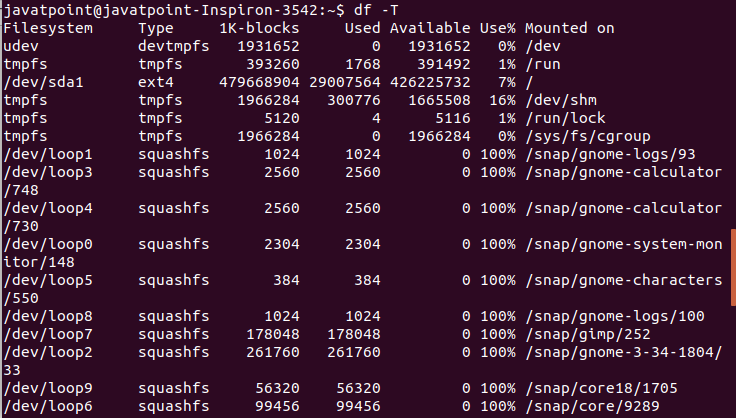 javatpoint@javatpoint-Inspiron-3542:~$ df -T
Filesystem     Type     1K-blocks     Used Available Use% Mounted on
udev           devtmpfs   1931652        0   1931652   0% /dev
tmpfs          tmpfs       393260     1768    391492   1% /run
/dev/sda1      ext4     479668904 29007564 426225732   7% /
tmpfs          tmpfs      1966284   300776   1665508  16% /dev/shm
tmpfs          tmpfs         5120        4      5116   1% /run/lock
tmpfs          tmpfs      1966284        0   1966284   0% /sys/fs/cgroup
/dev/loop1     squashfs      1024     1024         0 100% /snap/gnome-logs/93
/dev/loop3     squashfs      2560     2560         0 100% /snap/gnome-calculator
/748
/dev/loop4     squashfs      2560     2560         0 100% /snap/gnome-calculator
/730
/dev/loop0     squashfs      2304     2304         0 100% /snap/gnome-system-mon
itor/148
/dev/loop5     squashfs       384      384         0 100% /snap/gnome-characters
/550
/dev/loop8     squashfs      1024     1024         0 100% /snap/gnome-logs/100
/dev/loop7     squashfs    178048   178048         0 100% /snap/gimp/252
/dev/loop2     squashfs    261760   261760         0 100% /snap/gnome-3-34-1804/
33
/dev/loop9     squashfs     56320    56320         0 100% /snap/core18/1705
/dev/loop6     squashfs     99456    99456         0 100% /snap/core/9289